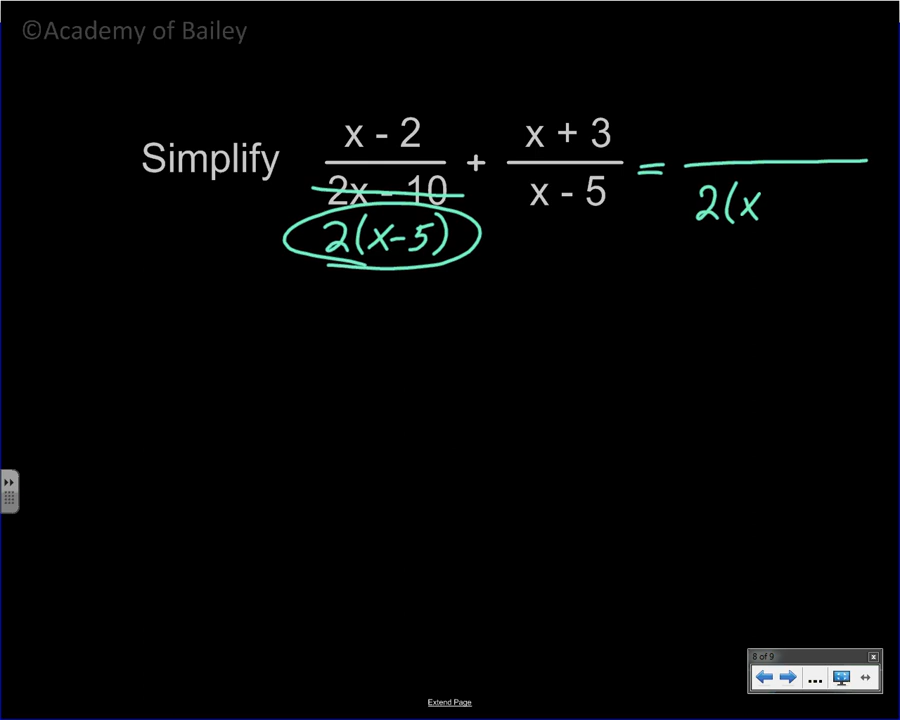 ©Academy of Bailey
Simplify x - 2 / 2x - 10 + x + 3 / x - 5 = / 2(x
2(x-5)
8 of 9
x
...
Extend Page